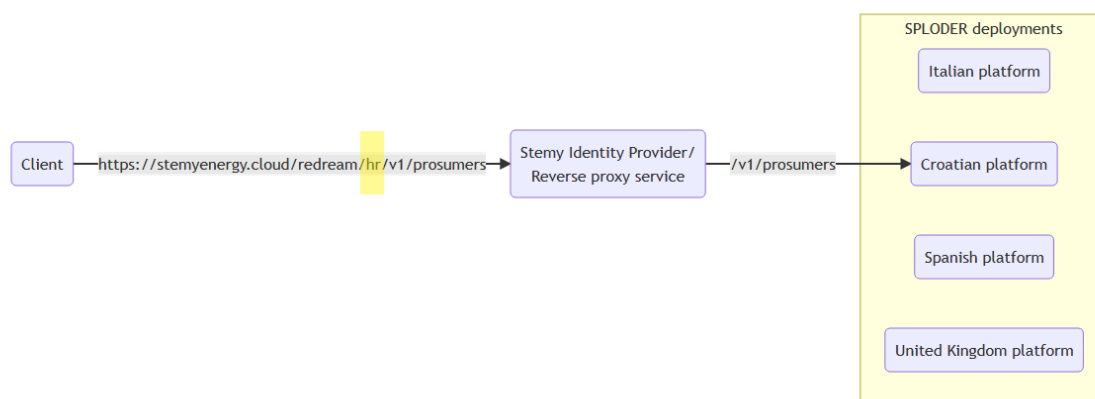 SPLODER deployments
Italian platform
Client
https://stemyenergy.cloud/redream/hr/v1/prosumers
Stemy Identity Provider/
Reverse proxy service
/v1/prosumers
Croatian platform
Spanish platform
United Kingdom platform